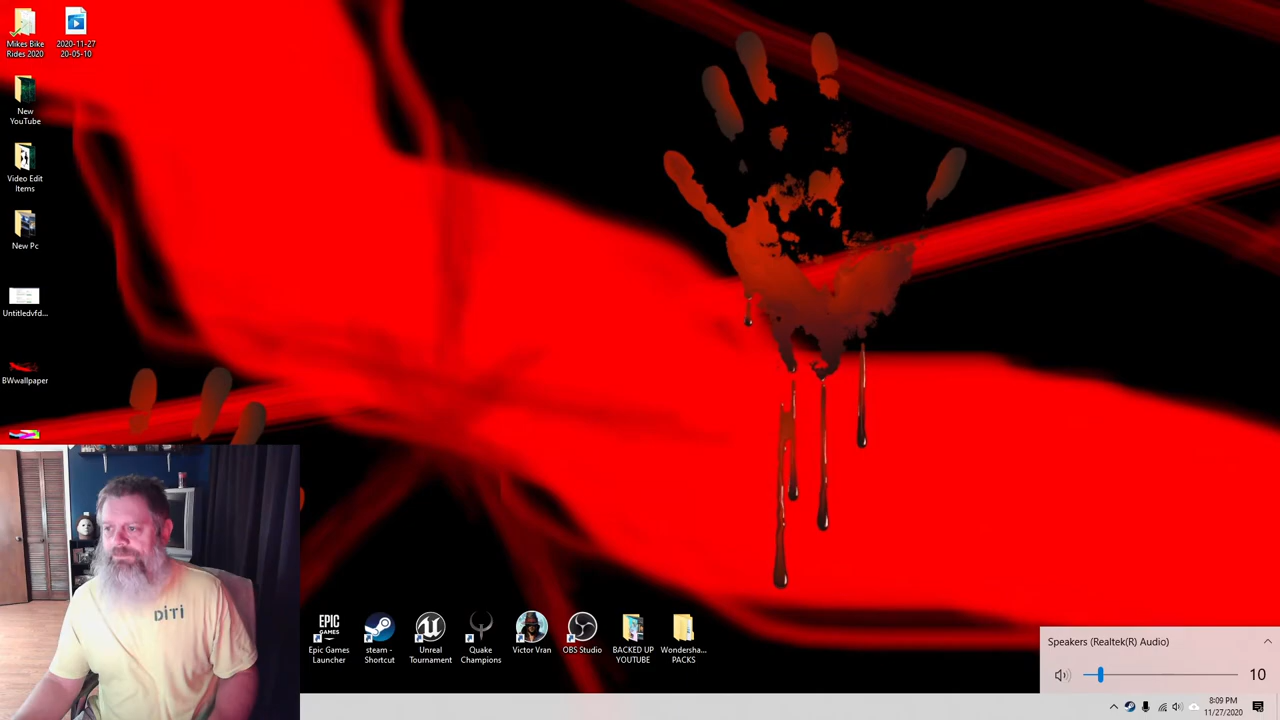 Mikes Bike
Rides 2020
2020-11-27
20-05-10
New
YouTube
Video Edit
Items
New Pc
Untitledvfd...
BWwallpaper
DİTİ
EPIC
GAMES
Epic Games
Launcher
steam -
Shortcut
Unreal
Tournament
Quake
Champions
Victor Vran
OBS Studio
BACKED UP
YOUTUBE
Wondersha...
PACKS
Speakers (Realtek(R) Audio)
10
8:09 PM
11/27/2020